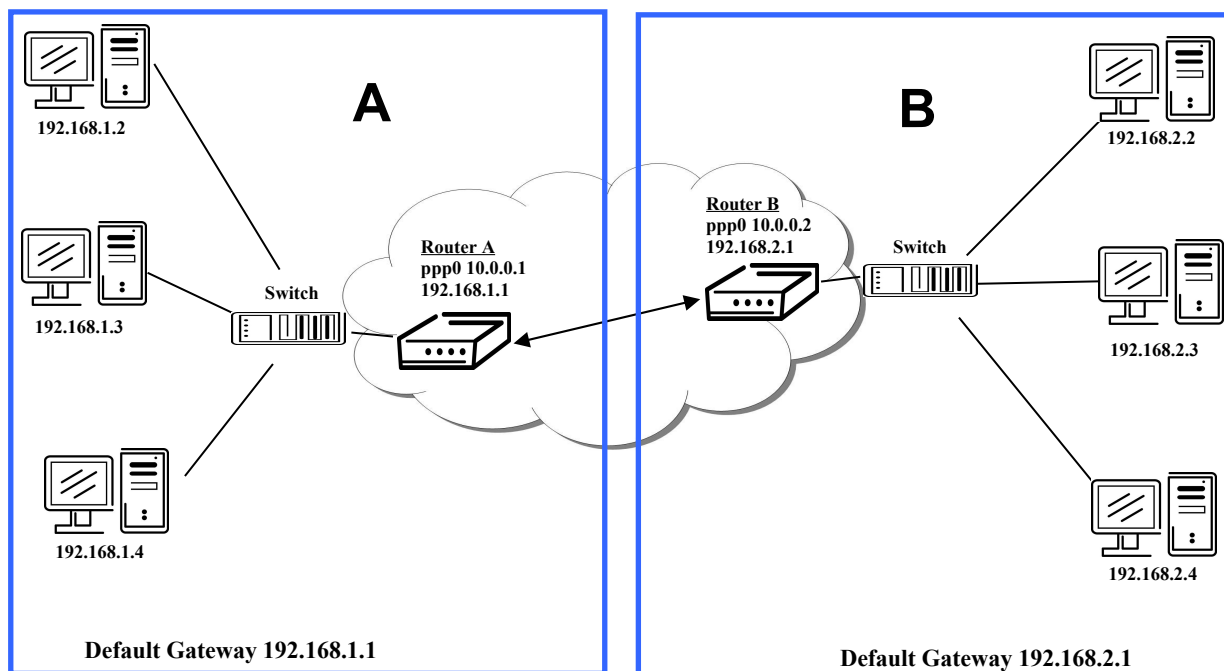 A
192.168.1.2
192.168.1.3
192.168.1.4
Switch
Router A
ppp0 10.0.0.1
192.168.1.1
Default Gateway 192.168.1.1
B
Router B
ppp0 10.0.0.2
192.168.2.1
Switch
192.168.2.2
192.168.2.3
192.168.2.4
Default Gateway 192.168.2.1